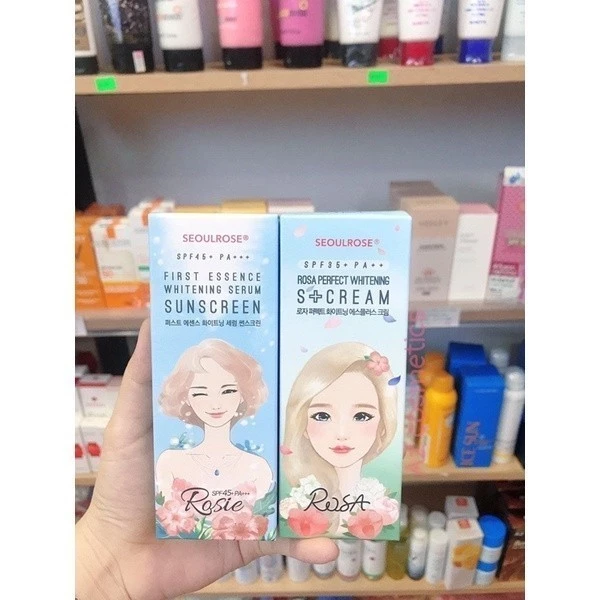 SEOULROSE®
SPF45+ PA+++
FIRST ESSENCE
WHITENING SERUM
SUNSCREEN
퍼스트 에센스 화이트닝 세럼 썬스크린
SPF45+PA+++
Rosie
SEOULROSE®
SPF35+ PA++
ROSA PERFECT WHITENING
S+CREAM
로자 퍼펙트 화이트닝 에스플러스 크림
ROSA
ICE SUN